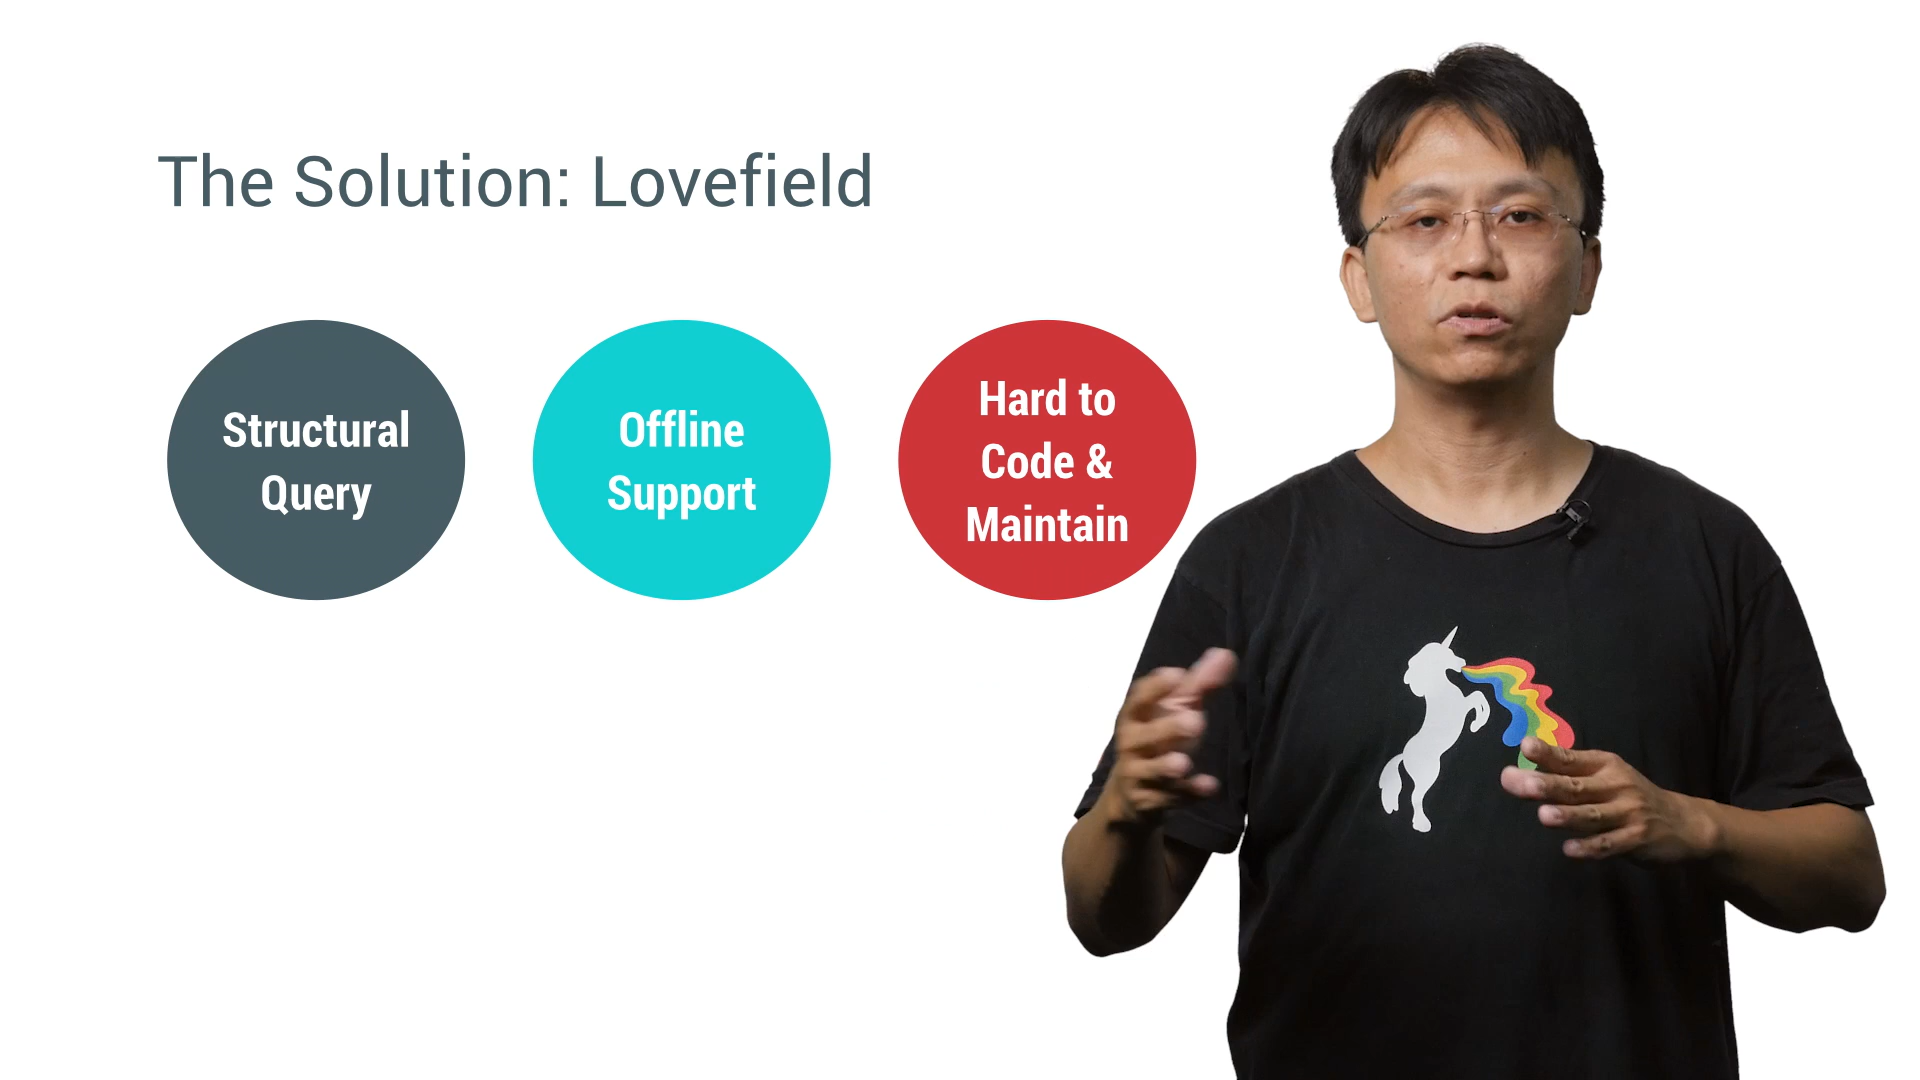 The Solution: Lovefield
Structural
Query
Offline
Support
Hard to
Code &
Maintain